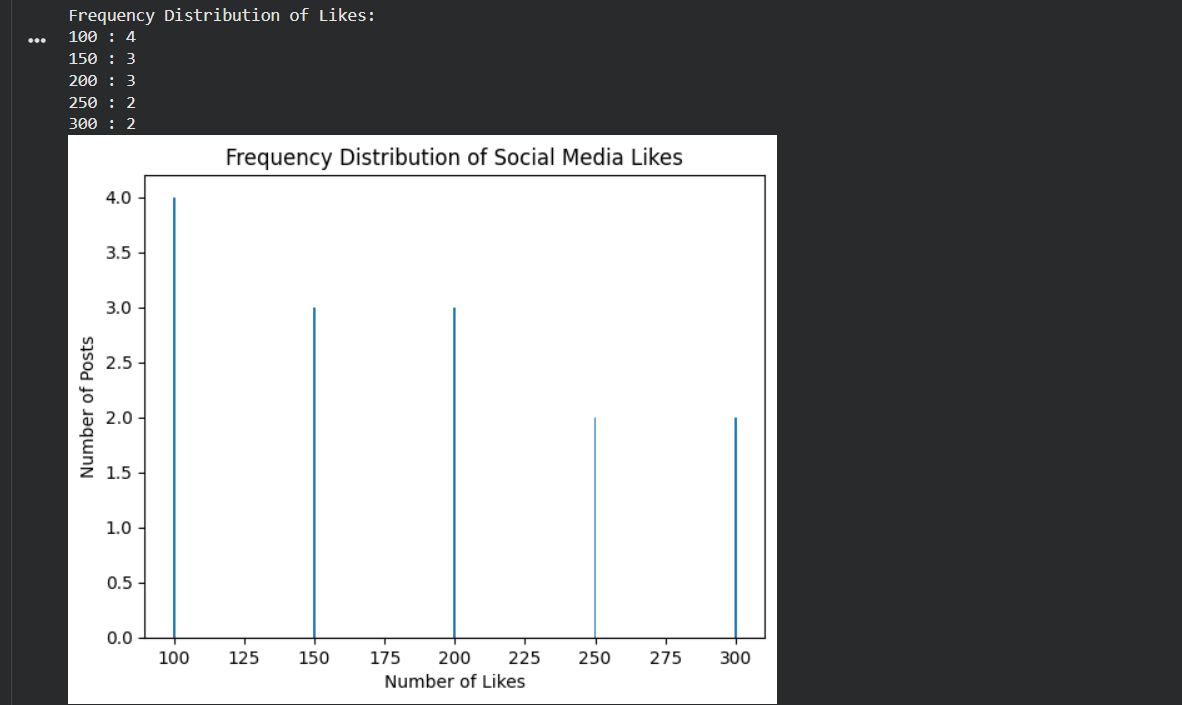 Frequency Distribution of Likes:
100 : 4
150 : 3
200 : 3
250 : 2
300 : 2
Frequency Distribution of Social Media Likes
4.0
3.5
3.0
2.5
2.0
1.5
1.0
0.5
0.0
Number of Posts
100 125 150 175 200 225 250 275 300
Number of Likes